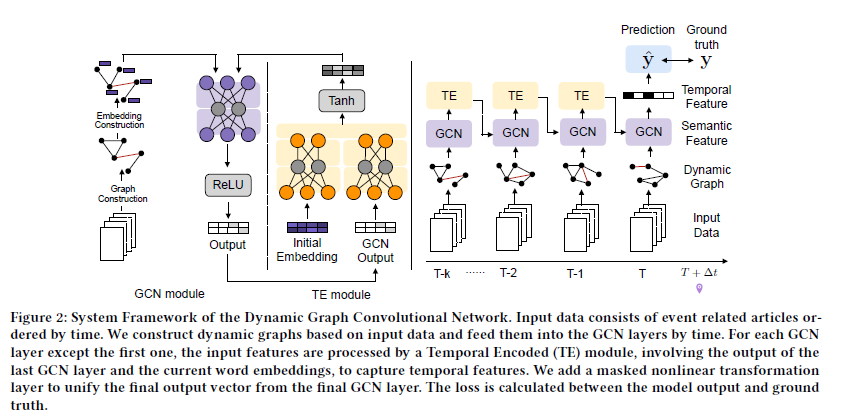 Embedding
Construction
Graph
Construction
ReLU
Output
GCN module
Tanh
Initial
Embedding
GCN
Output
TE module
Prediction
Ground
truth
ŷ
y
TE
TE
TE
Temporal
Feature
GCN
GCN
GCN
GCN
Semantic
Feature
Dynamic
Graph
Input
Data
T-k
......
T-2
T-1
T
T + Δt
Figure 2: System Framework of the Dynamic Graph Convolutional Network. Input data consists of event related articles or-
dered by time. We construct dynamic graphs based on input data and feed them into the GCN layers by time. For each GCN
layer except the first one, the input features are processed by a Temporal Encoded (TE) module, involving the output of the
last GCN layer and the current word embeddings, to capture temporal features. We add a masked nonlinear transformation
layer to unify the final output vector from the final GCN layer. The loss is calculated between the model output and ground
truth.